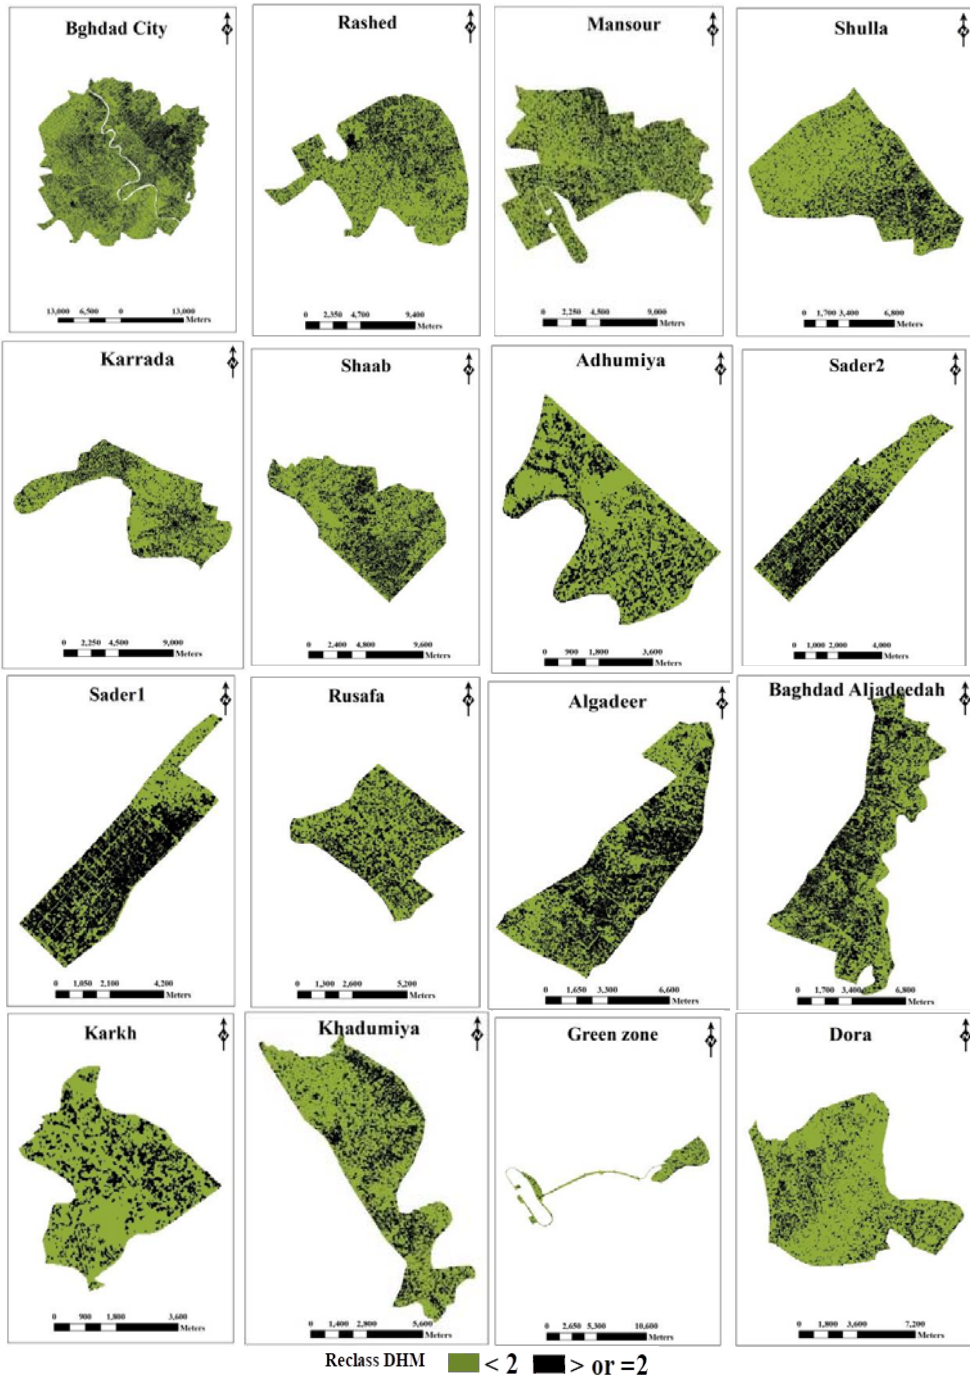 Bghdad City
N
13,000 6,500 0 13,000
Meters
Rashed
N
0 2,350 4,700 9,400
Meters
Mansour
N
0 2,250 4,500 9,000
Meters
Shulla
N
0 1,700 3,400 6,800
Meters
Karrada
N
0 2,250 4,500 9,000
Meters
Shaab
N
0 2,400 4,800 9,600
Meters
Adhumiya
N
0 900 1,800 3,600
Meters
Sader2
N
0 1,000 2,000 4,000
Meters
Sader1
N
0 1,050 2,100 4,200
Meters
Rusafa
N
0 1,300 2,600 5,200
Meters
Algadeer
N
0 1,650 3,300 6,600
Meters
Baghdad Aljadeedah
N
0 1,700 3,400 6,800
Meters
Karkh
N
0 900 1,800 3,600
Meters
Khadumiya
N
0 1,400 2,800 5,600
Meters
Green zone
N
0 2,650 5,300 10,600
Meters
Dora
N
0 1,800 3,600 7,200
Meters
Reclass DHM < 2 > or =2